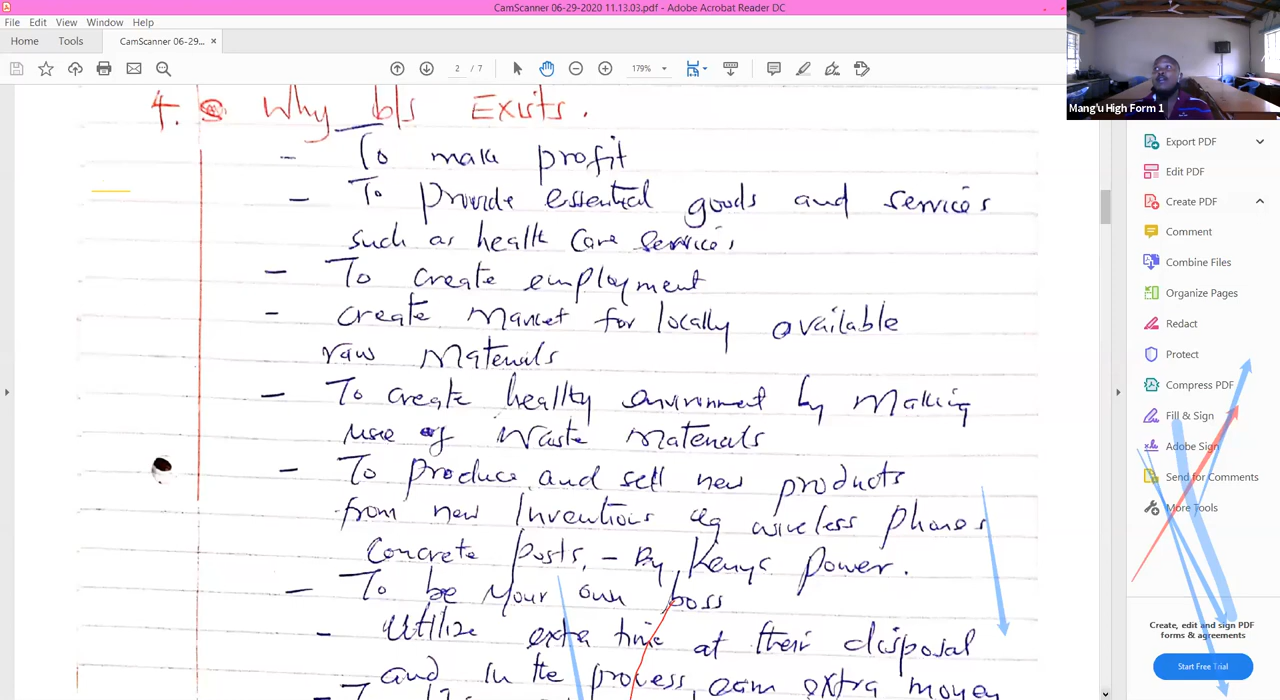 CamScanner 06-29-2020 11.13.03.pdf - Adobe Acrobat Reader DC
File Edit View Window Help
Home Tools CamScanner 06-29... ×
2 / 7 179%
Mang'u High Form 1
4. Why b/s Exists.
- To make profit
- To provide essential goods and services
such as health care services
- To create employment
- create market for locally available
raw materials
- To create healthy environment by making
use of waste materials
- To produce and sell new products
from new inventions eg wireless phones
concrete posts, - By Kenya Power.
- To be your own boss
- Utilize extra time at their disposal
and in the process earn extra money
Export PDF
Edit PDF
Create PDF
Comment
Combine Files
Organize Pages
Redact
Protect
Compress PDF
Fill & Sign
Adobe Sign
Send for Comments
More Tools
Create, edit and sign PDF
forms & agreements
Start Free Trial